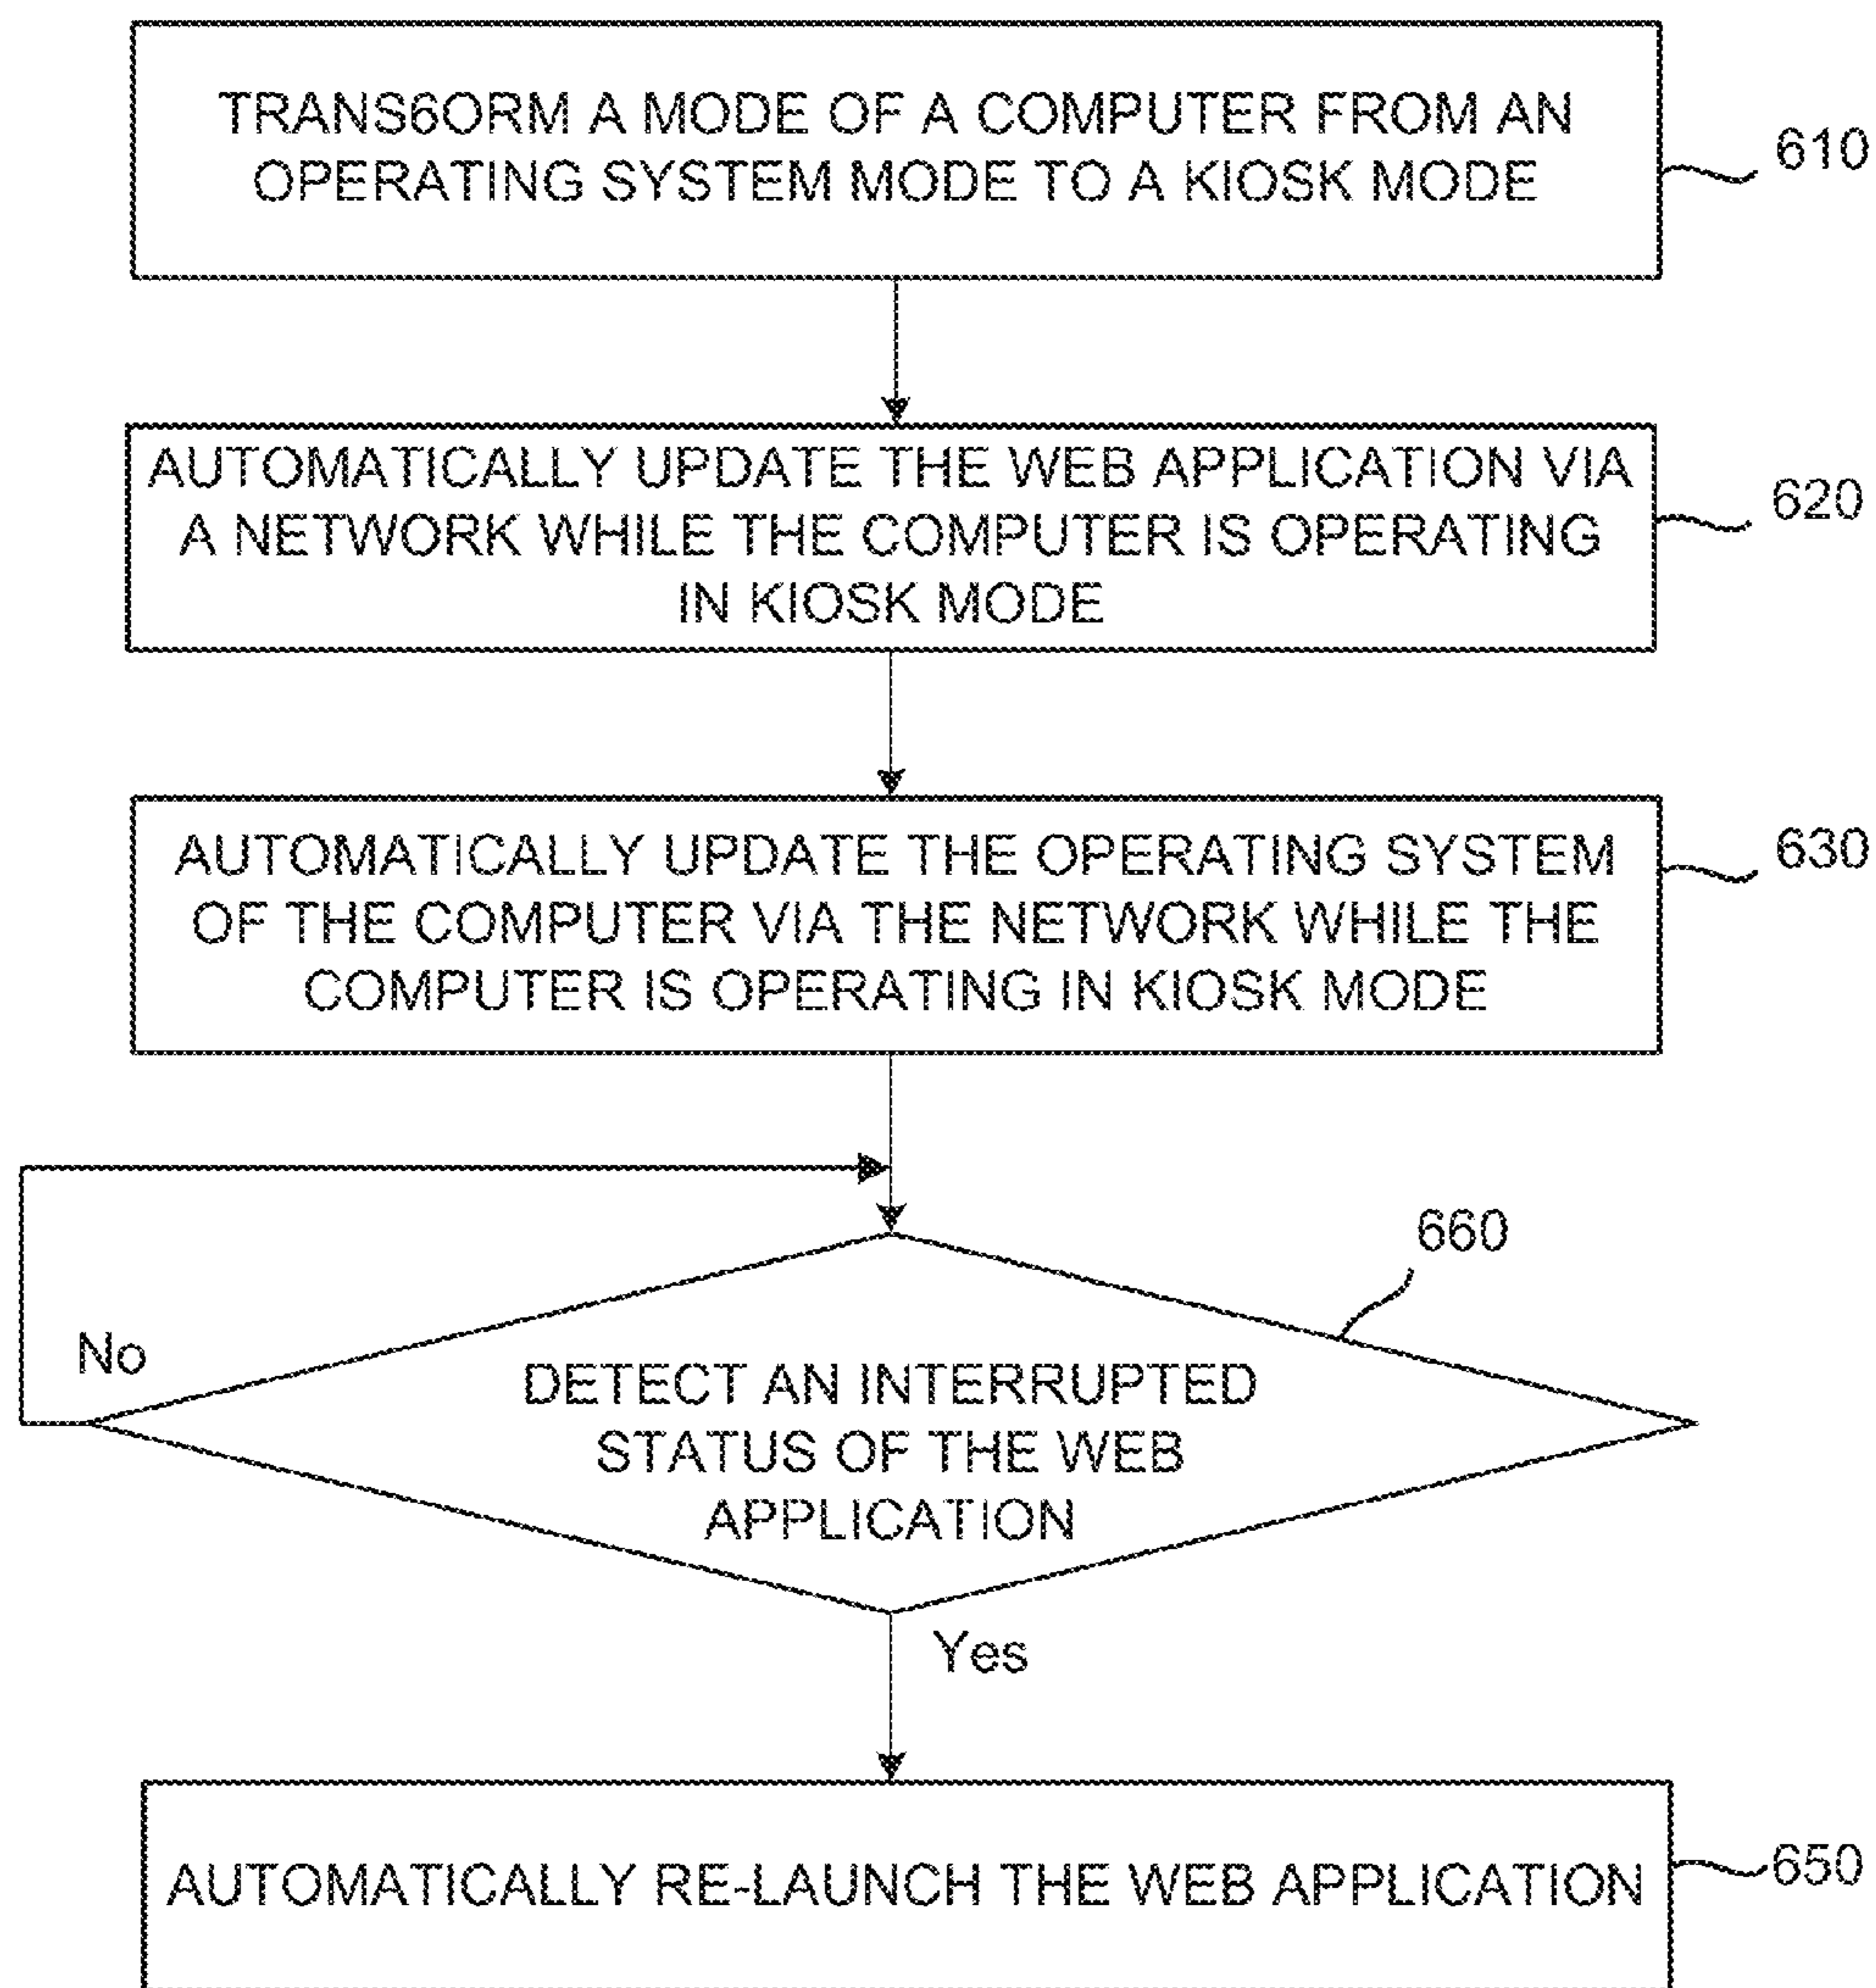 TRANS6ORM A MODE OF A COMPUTER FROM AN
OPERATING SYSTEM MODE TO A KIOSK MODE
610
AUTOMATICALLY UPDATE THE WEB APPLICATION VIA
A NETWORK WHILE THE COMPUTER IS OPERATING
IN KIOSK MODE
620
AUTOMATICALLY UPDATE THE OPERATING SYSTEM
OF THE COMPUTER VIA THE NETWORK WHILE THE
COMPUTER IS OPERATING IN KIOSK MODE
630
660
No
DETECT AN INTERRUPTED
STATUS OF THE WEB
APPLICATION
Yes
AUTOMATICALLY RE-LAUNCH THE WEB APPLICATION
650